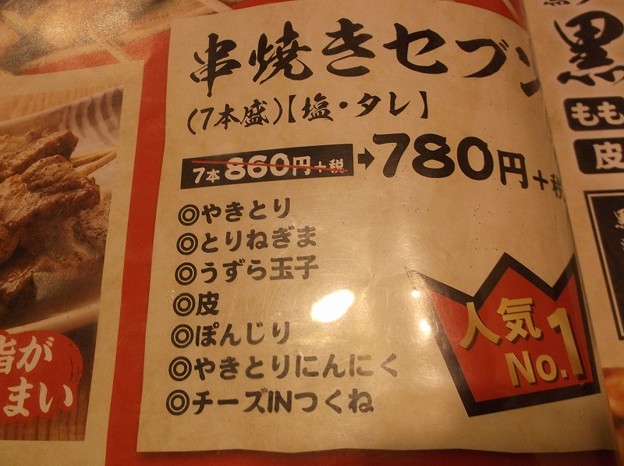 串焼きセブン
(7本盛)【塩・タレ】
7本 860円+税→780円+税
◎やきとり
◎とりねぎま
◎うずら玉子
◎皮
◎ぽんじり
◎やきとりにんにく
◎チーズINつくね
人気
No.1
脂が
まい
黒
もも
皮